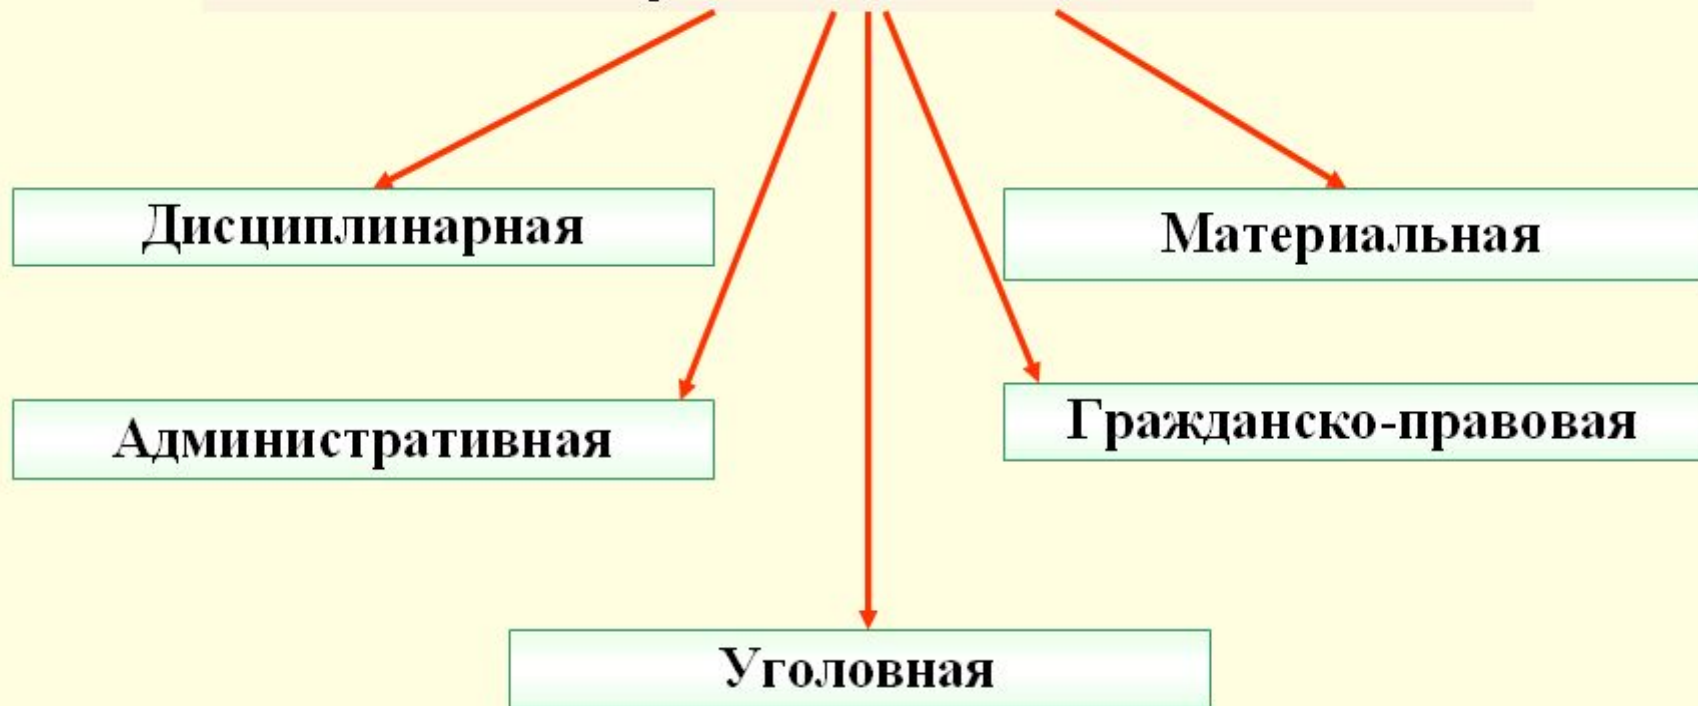 Дисциплинарная
Материальная
Административная
Гражданско-правовая
Уголовная